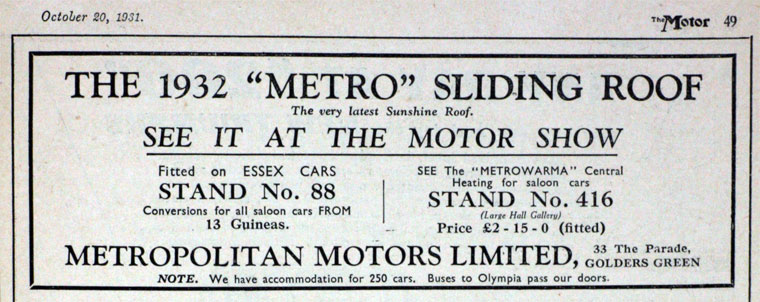 October 20, 1931.
The Motor 49
THE 1932 "METRO" SLIDING ROOF
The very latest Sunshine Roof.
SEE IT AT THE MOTOR SHOW
Fitted on ESSEX CARS
STAND No. 88
Conversions for all saloon cars FROM
13 Guineas.
SEE The "METROWARMA" Central
Heating for saloon cars
STAND No. 416
(Large Hall Gallery)
Price £2-15-0 (fitted)
METROPOLITAN MOTORS LIMITED,
33 The Parade,
GOLDERS GREEN
NOTE. We have accommodation for 250 cars. Buses to Olympia pass our doors.